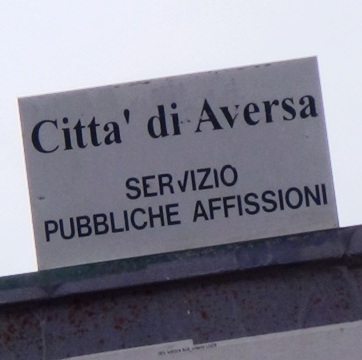 Citta' di Aversa
SERVIZIO
PUBBLICHE AFFISSIONI